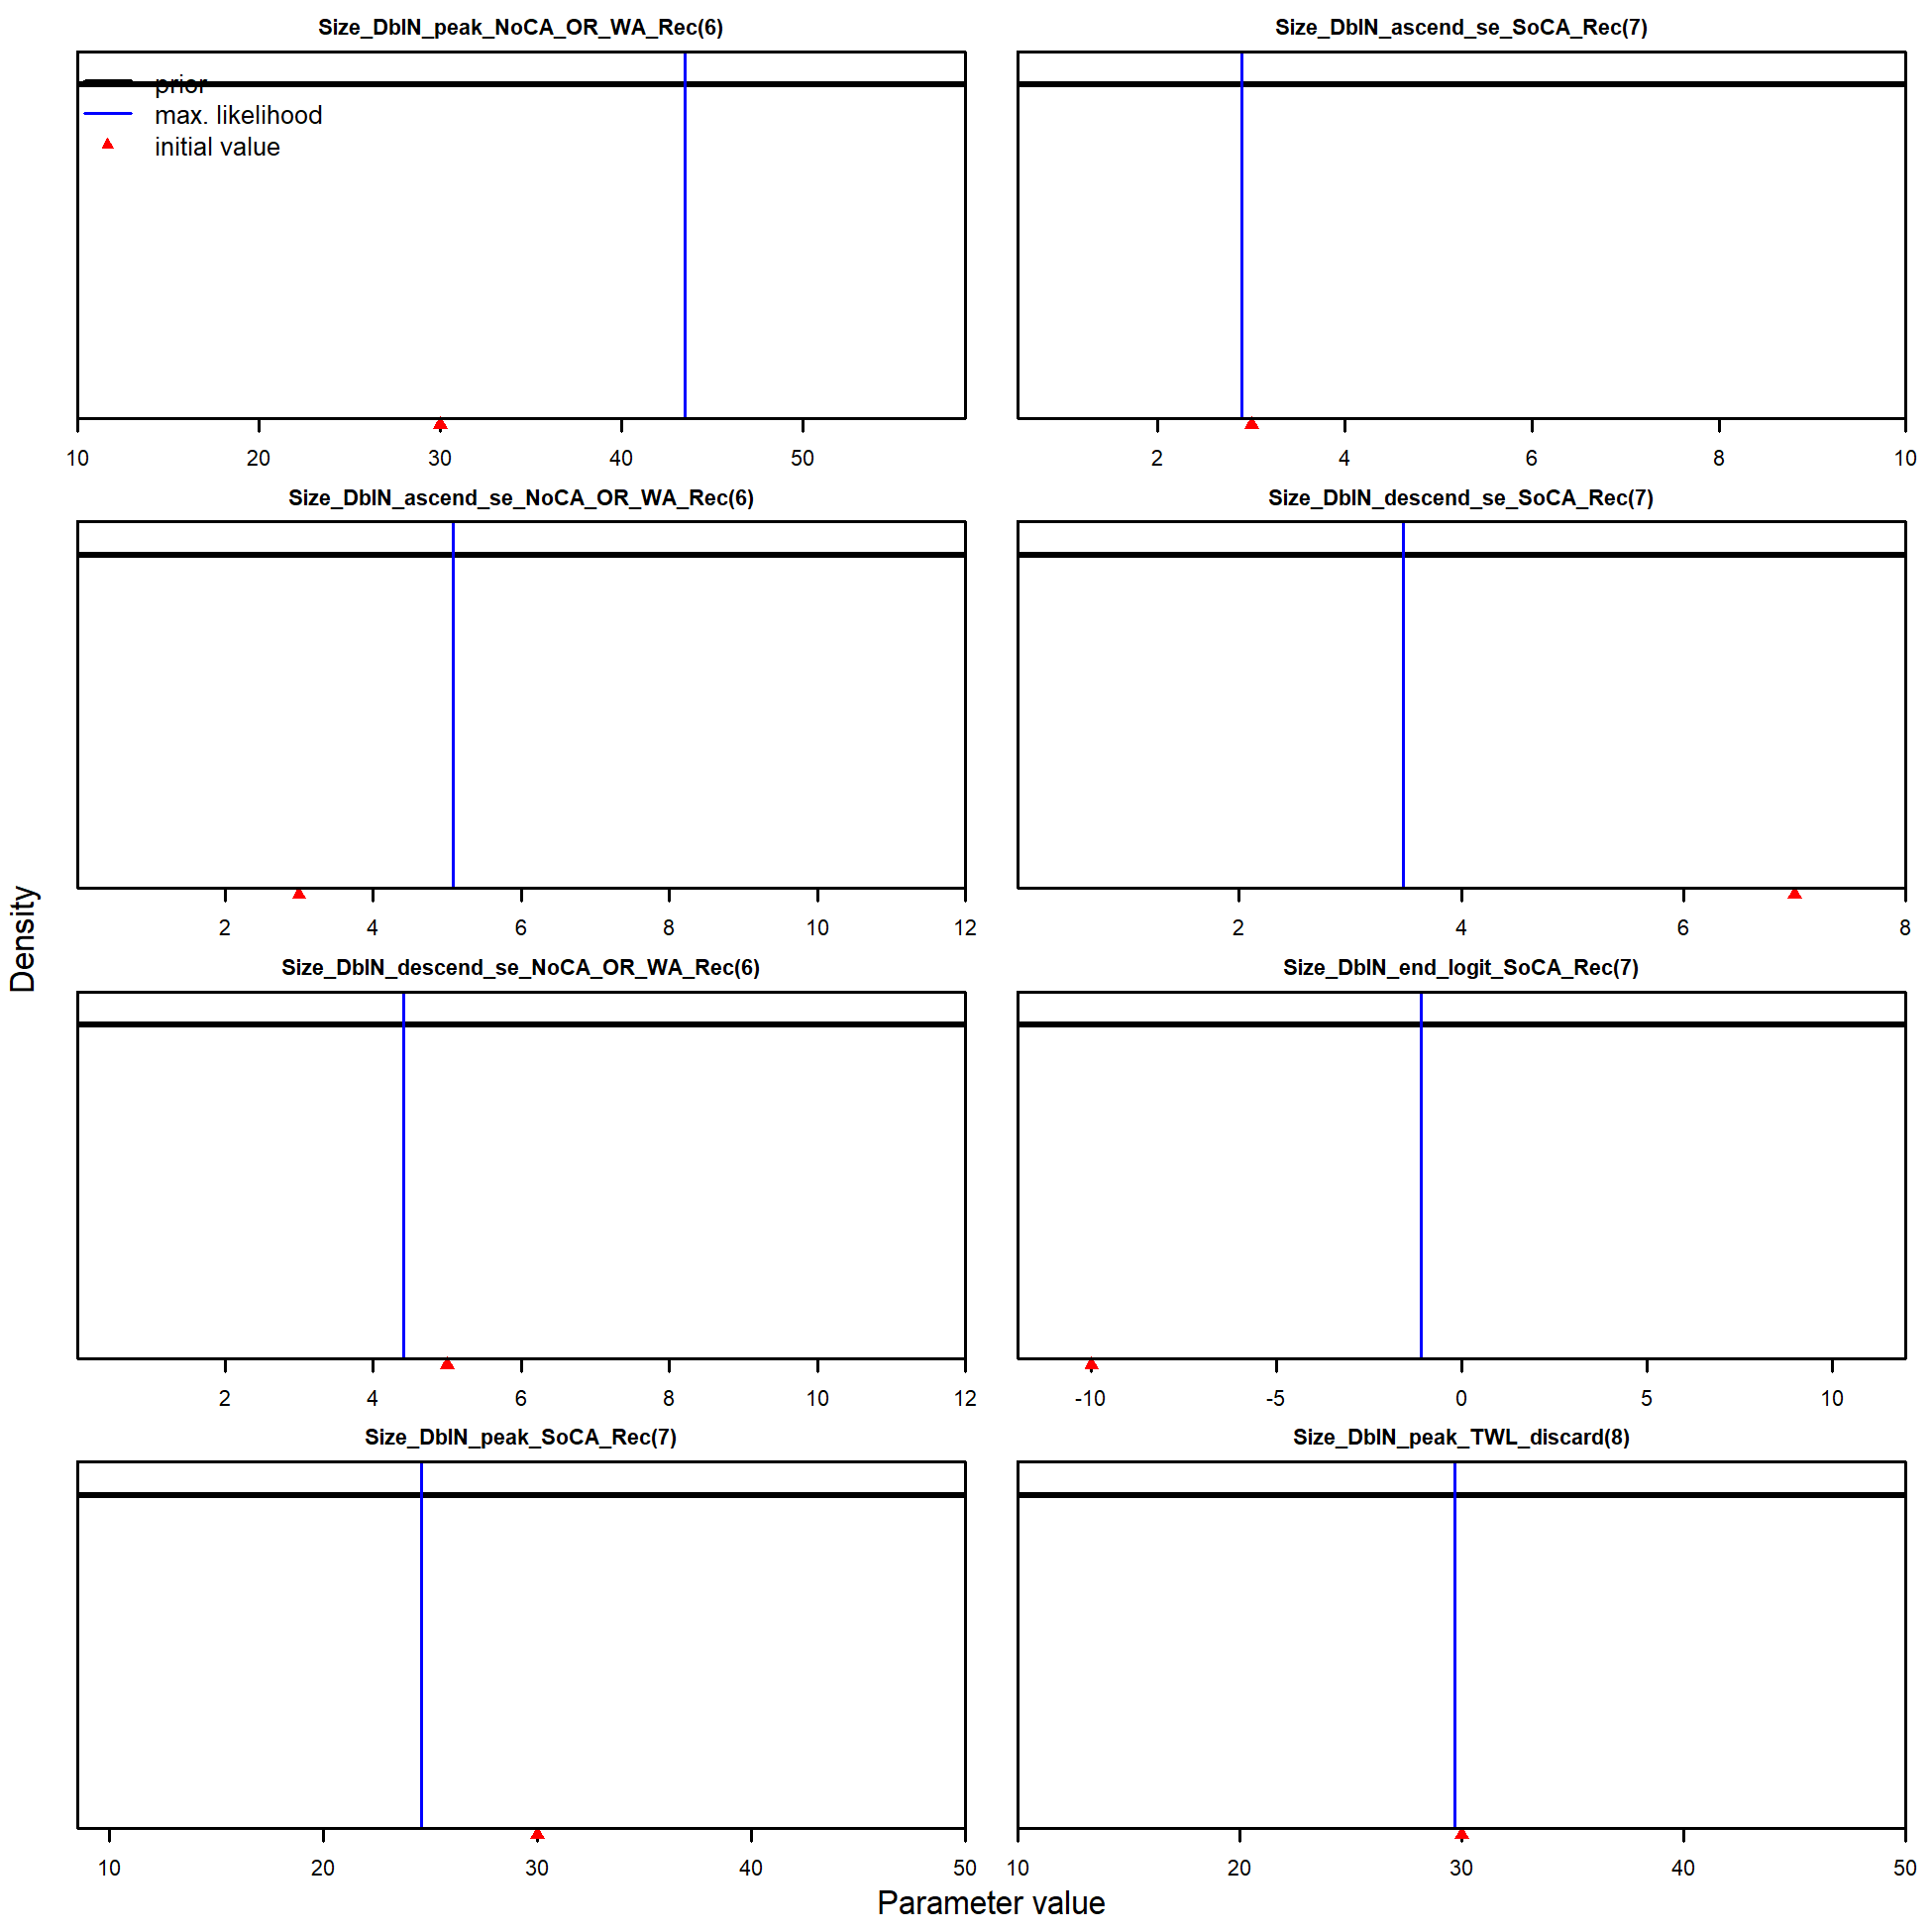 Size_DblN_peak_NoCA_OR_WA_Rec(6)
prior
max. likelihood
initial value
10 20 30 40 50
Size_DblN_ascend_se_SoCA_Rec(7)
2 4 6 8 10
Size_DblN_ascend_se_NoCA_OR_WA_Rec(6)
2 4 6 8 10 12
Size_DblN_descend_se_SoCA_Rec(7)
2 4 6 8
Size_DblN_descend_se_NoCA_OR_WA_Rec(6)
2 4 6 8 10 12
Size_DblN_end_logit_SoCA_Rec(7)
-10 -5 0 5 10
Size_DblN_peak_SoCA_Rec(7)
10 20 30 40 50
Size_DblN_peak_TWL_discard(8)
10 20 30 40 50
Density
Parameter value